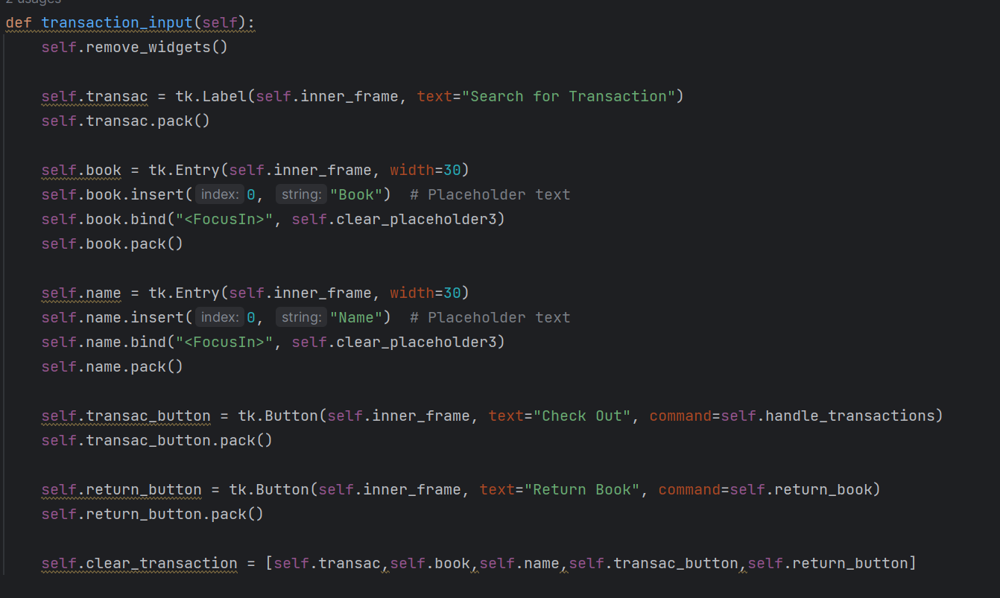 2 usages
def transaction_input(self):
    self.remove_widgets()

    self.transac = tk.Label(self.inner_frame, text="Search for Transaction")
    self.transac.pack()

    self.book = tk.Entry(self.inner_frame, width=30)
    self.book.insert( index: 0,  string: "Book")  # Placeholder text
    self.book.bind("<FocusIn>", self.clear_placeholder3)
    self.book.pack()

    self.name = tk.Entry(self.inner_frame, width=30)
    self.name.insert( index: 0,  string: "Name")  # Placeholder text
    self.name.bind("<FocusIn>", self.clear_placeholder3)
    self.name.pack()

    self.transac_button = tk.Button(self.inner_frame, text="Check Out", command=self.handle_transactions)
    self.transac_button.pack()

    self.return_button = tk.Button(self.inner_frame, text="Return Book", command=self.return_book)
    self.return_button.pack()

    self.clear_transaction = [self.transac,self.book,self.name,self.transac_button,self.return_button]